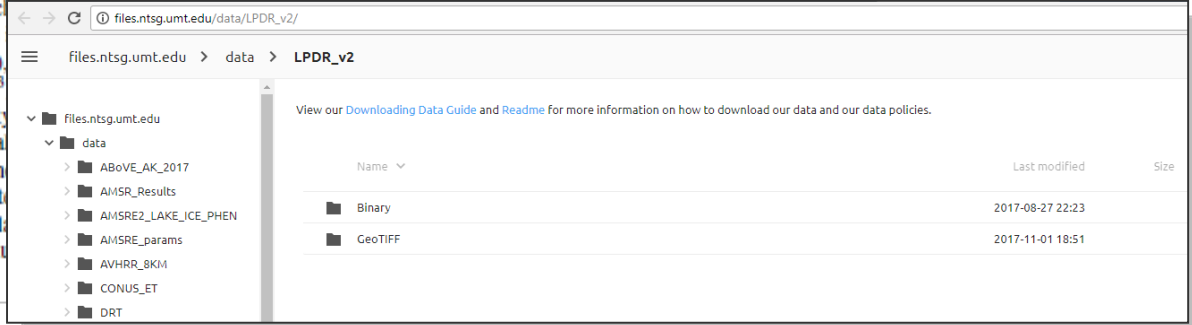 files.ntsg.umt.edu/data/LPDR_v2/
files.ntsg.umt.edu > data > LPDR_v2
View our Downloading Data Guide and Readme for more information on how to download our data and our data policies.
files.ntsg.umt.edu
data
ABoVE_AK_2017
AMSR_Results
AMSRE2_LAKE_ICE_PHEN
AMSRE_params
AVHRR_8KM
CONUS_ET
DRT
Name Last modified Size
Binary 2017-08-27 22:23
GeoTIFF 2017-11-01 18:51